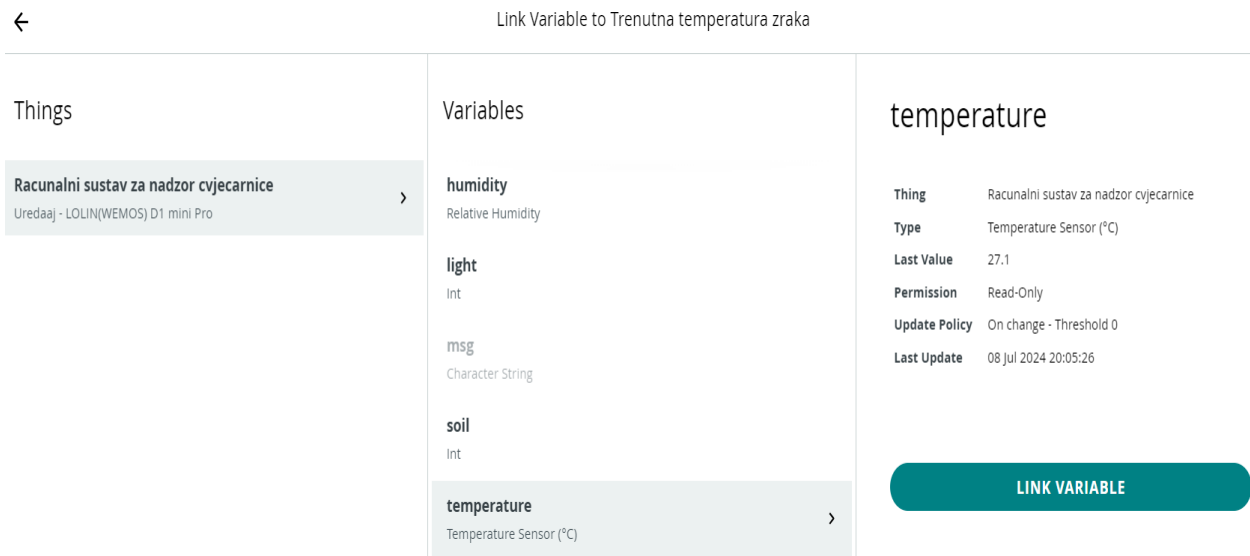 Link Variable to Trenutna temperatura zraka
Things
Racunalni sustav za nadzor cvjecarnice
Uredaaj - LOLIN(WEMOS) D1 mini Pro
Variables
humidity
Relative Humidity
light
Int
msg
Character String
soil
Int
temperature
Temperature Sensor (°C)
temperature
Thing Racunalni sustav za nadzor cvjecarnice
Type Temperature Sensor (°C)
Last Value 27.1
Permission Read-Only
Update Policy On change - Threshold 0
Last Update 08 Jul 2024 20:05:26
LINK VARIABLE